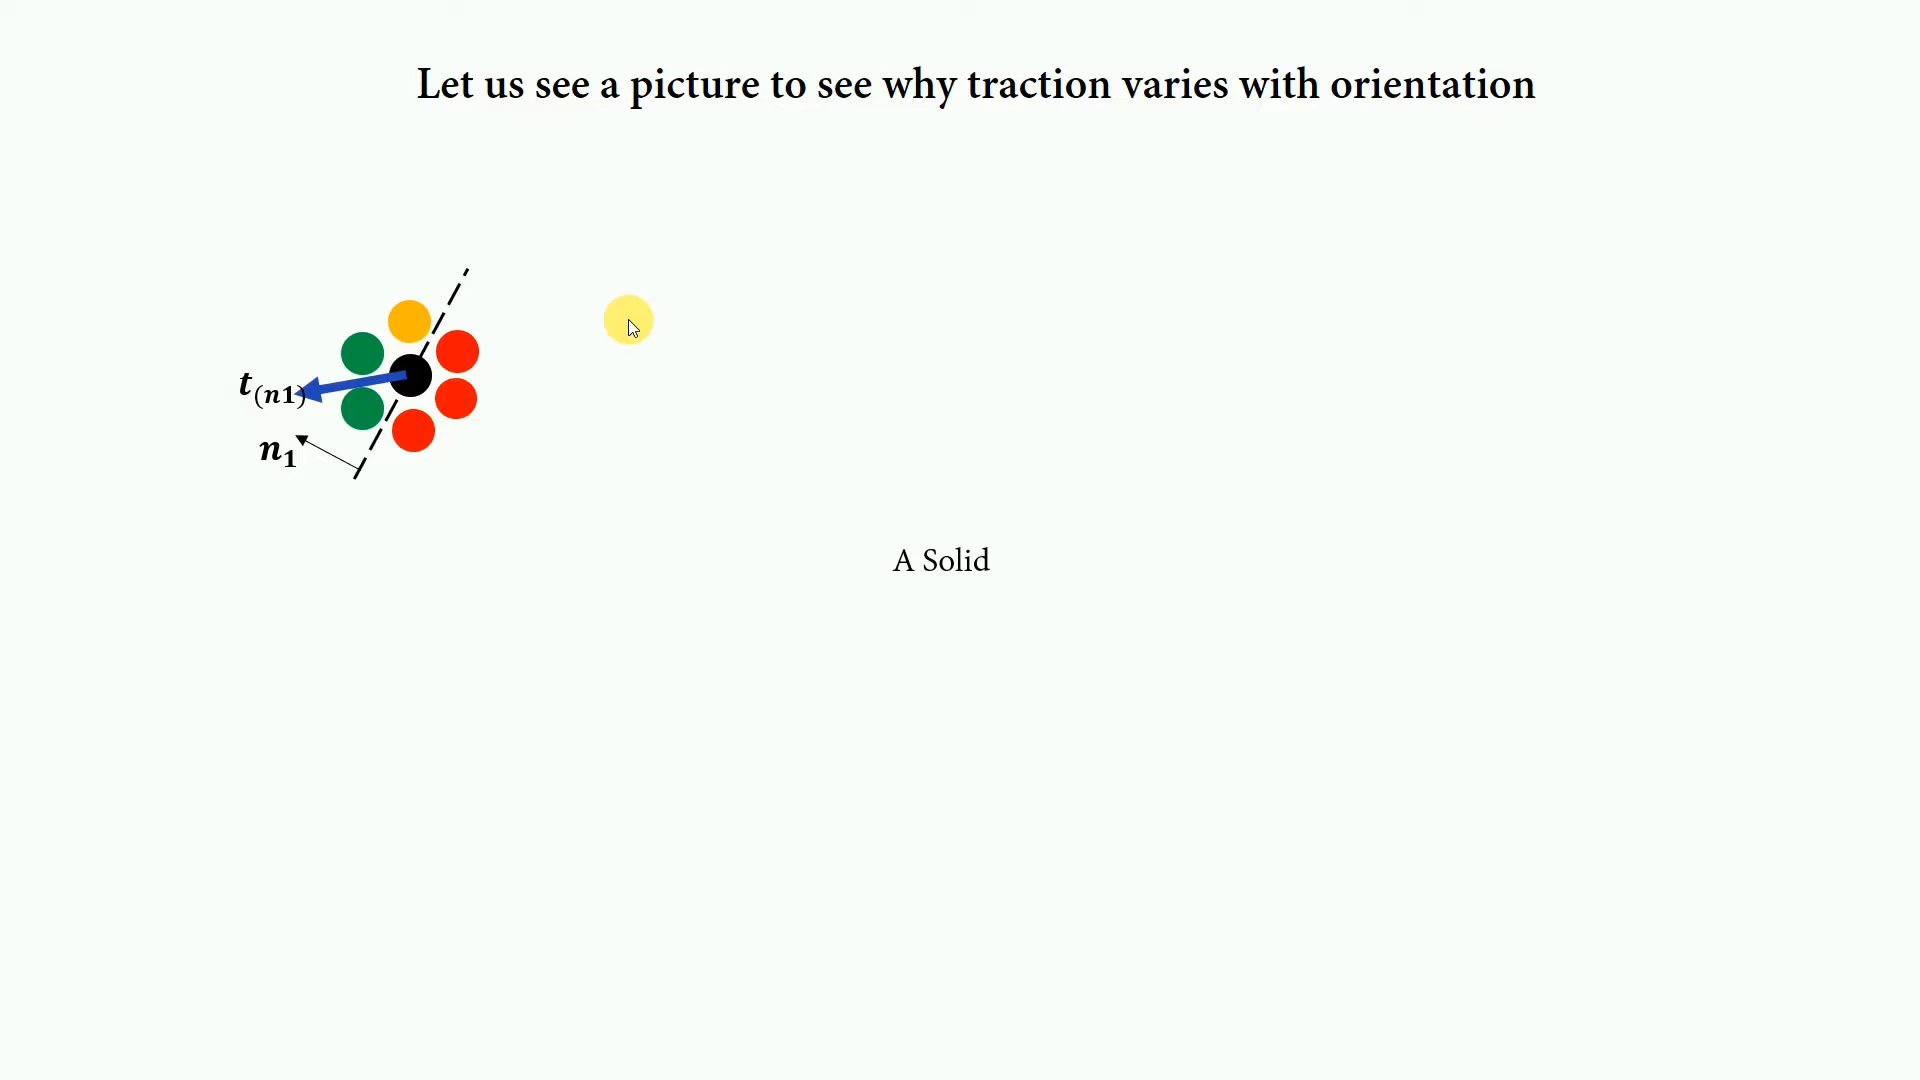 Let us see a picture to see why traction varies with orientation
t(n1)
n1
A Solid